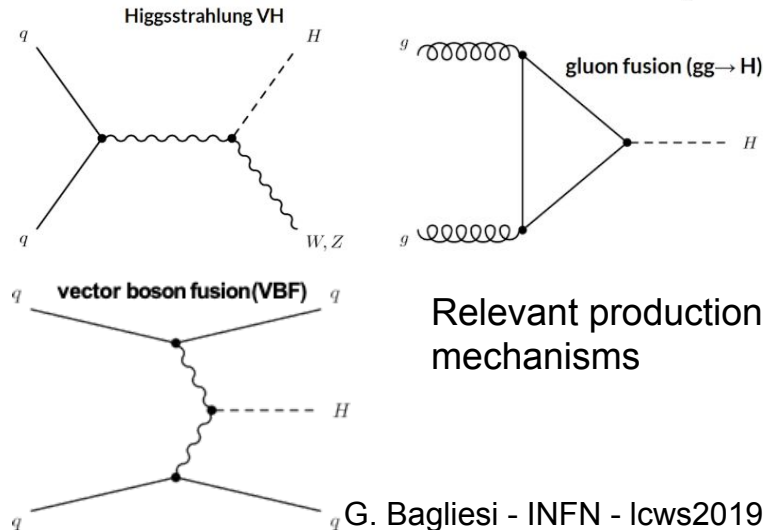 Higgsstrahlung VH
q
H
q
W, Z
g
gluon fusion (gg→ H)
H
g
vector boson fusion(VBF)
q
q
H
q
q
Relevant production
mechanisms
G. Bagliesi - INFN - lcws2019